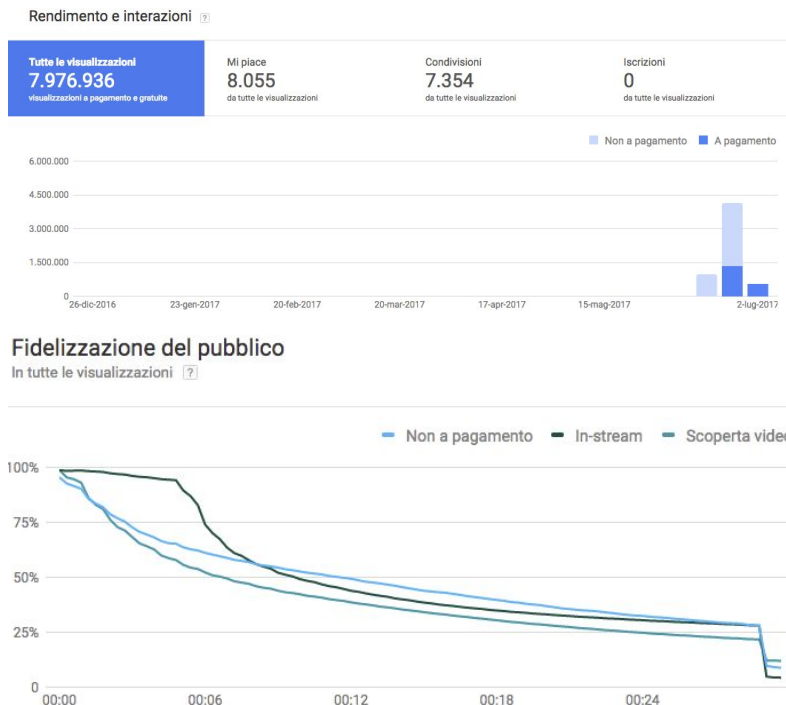 Rendimento e interazioni ?
Tutte le visualizzazioni
7.976.936
visualizzazioni a pagamento e gratuite
Mi piace
8.055
da tutte le visualizzazioni
Condivisioni
7.354
da tutte le visualizzazioni
Iscrizioni
0
da tutte le visualizzazioni
Non a pagamento A pagamento
6.000.000
4.500.000
3.000.000
1.500.000
0
26-dic-2016 23-gen-2017 20-feb-2017 20-mar-2017 17-apr-2017 15-mag-2017 2-lug-2017
Fidelizzazione del pubblico
In tutte le visualizzazioni ?
Non a pagamento In-stream Scoperta video
100%
75%
50%
25%
0
00:00 00:06 00:12 00:18 00:24